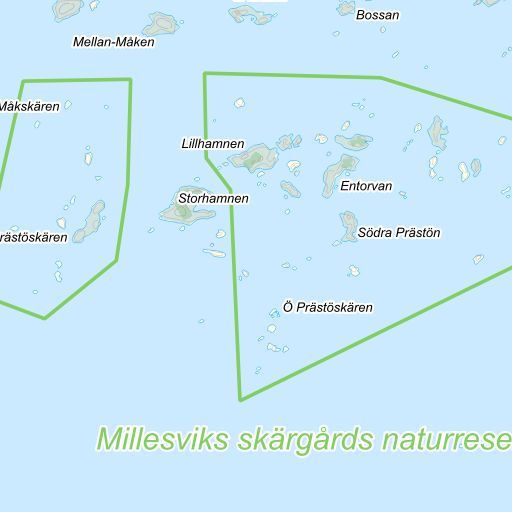 Bossan
Mellan-Måken
Måkskären
Lillhamnen
Entorvan
Storhamnen
Södra Prästön
rästöskären
Ö Prästöskären
Millesviks skärgårds naturrese